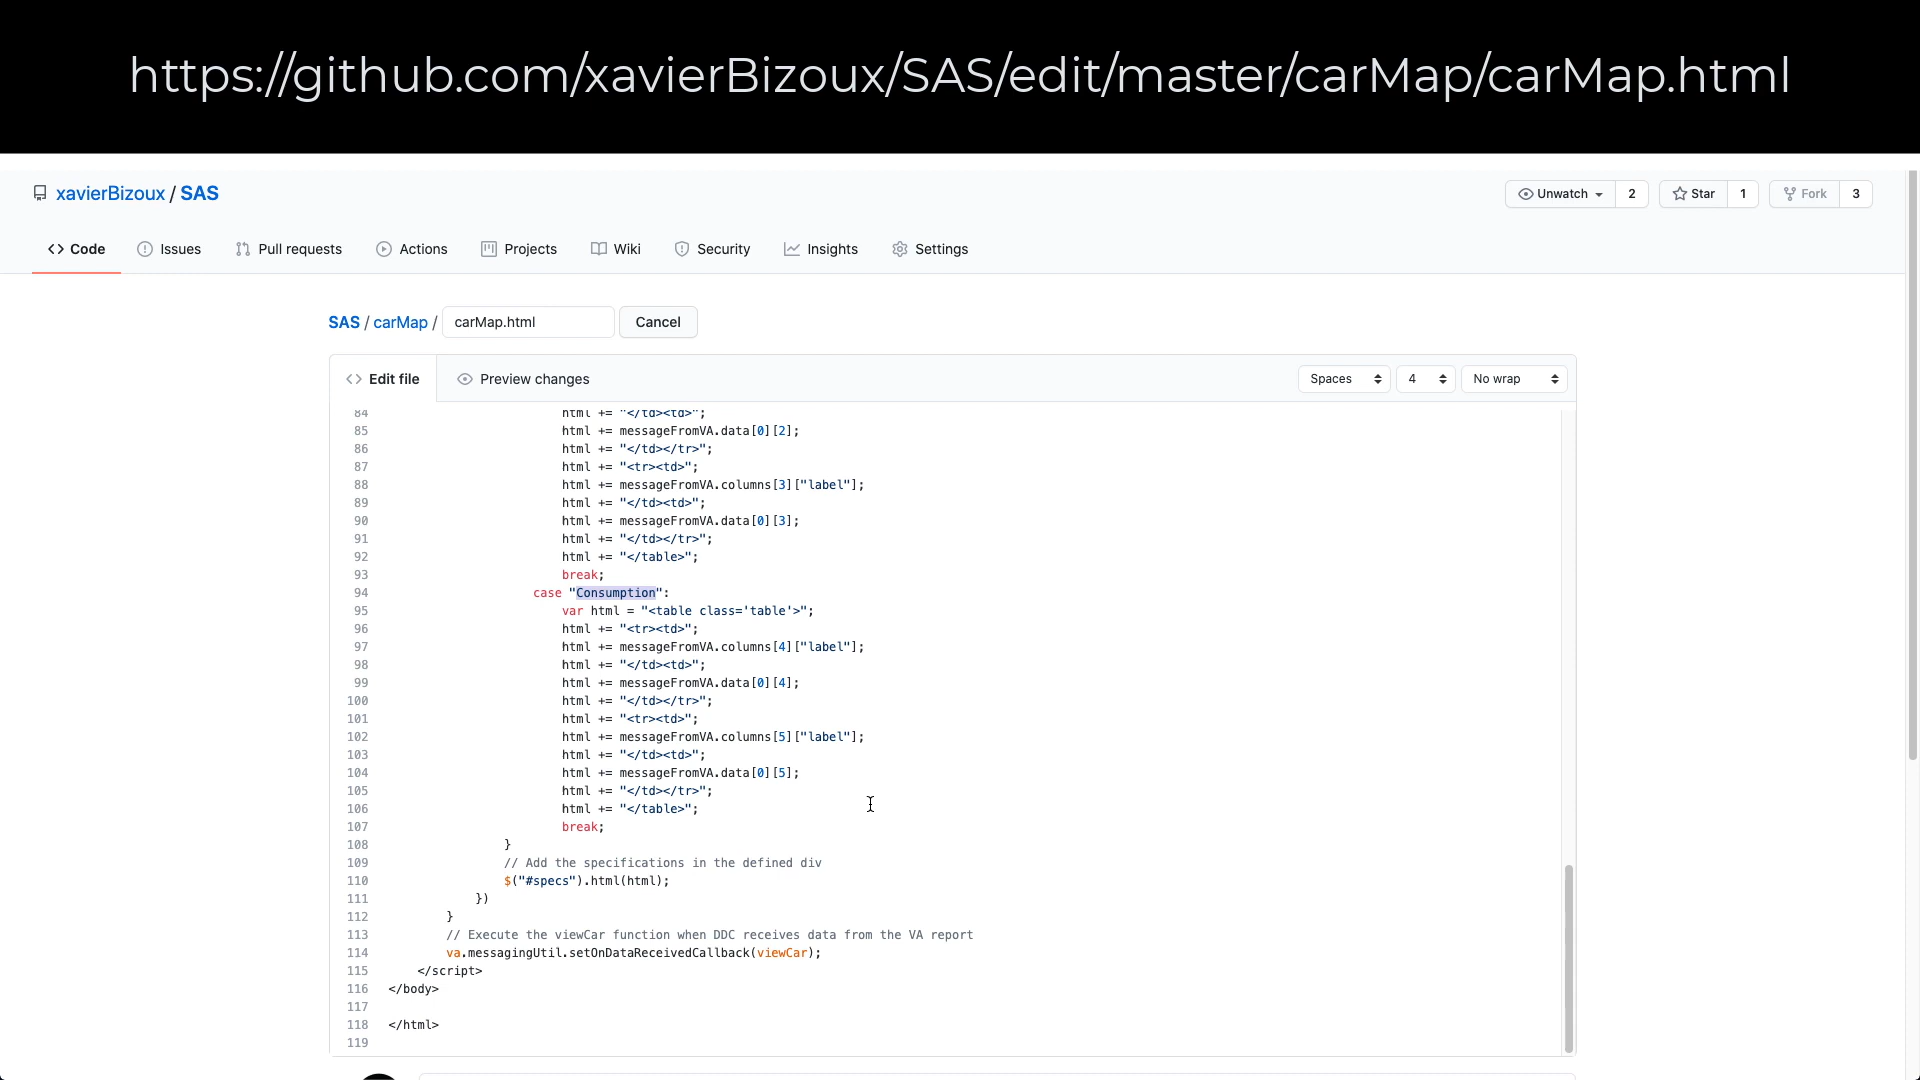 https://github.com/xavierBizoux/SAS/edit/master/carMap/carMap.html
xavierBizoux / SAS
Unwatch 2 Star 1 Fork 3
Code Issues Pull requests Actions Projects Wiki Security Insights Settings
SAS / carMap / carMap.html Cancel
Edit file Preview changes Spaces 4 No wrap
84 html += "</td><td>";
85 html += messageFromVA.data[0][2];
86 html += "</td></tr>";
87 html += "<tr><td>";
88 html += messageFromVA.columns[3]["label"];
89 html += "</td><td>";
90 html += messageFromVA.data[0][3];
91 html += "</td></tr>";
92 html += "</table>";
93 break;
94 case "Consumption":
95 var html = "<table class='table'>";
96 html += "<tr><td>";
97 html += messageFromVA.columns[4]["label"];
98 html += "</td><td>";
99 html += messageFromVA.data[0][4];
100 html += "</td></tr>";
101 html += "<tr><td>";
102 html += messageFromVA.columns[5]["label"];
103 html += "</td><td>";
104 html += messageFromVA.data[0][5];
105 html += "</td></tr>";
106 html += "</table>";
107 break;
108 }
109 // Add the specifications in the defined div
110 $("#specs").html(html);
111 })
112 }
113 // Execute the viewCar function when DDC receives data from the VA report
114 va.messagingUtil.setOnDataReceivedCallback(viewCar);
115 </script>
116 </body>
117
118 </html>
119